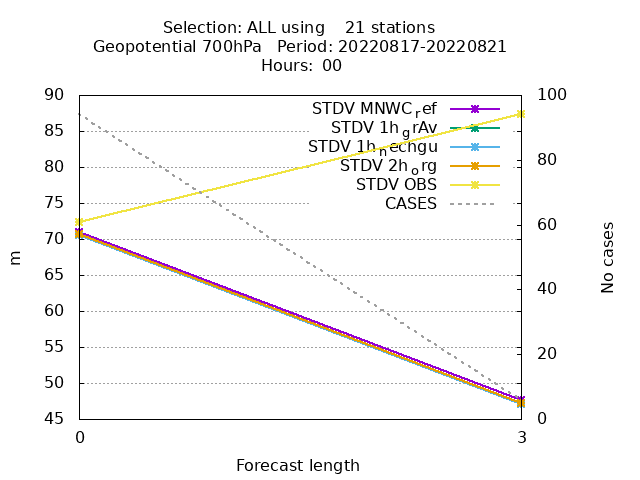 Selection: ALL using 21 stations
Geopotential 700hPa Period: 20220817-20220821
Hours: 00
90
85
80
75
70
65
60
55
50
45
100
80
60
40
20
0
STDV MNWC_ref
STDV 1h_grAv
STDV 1h_nechgu
STDV 2h_org
STDV OBS
CASES
m
No cases
0
3
Forecast length